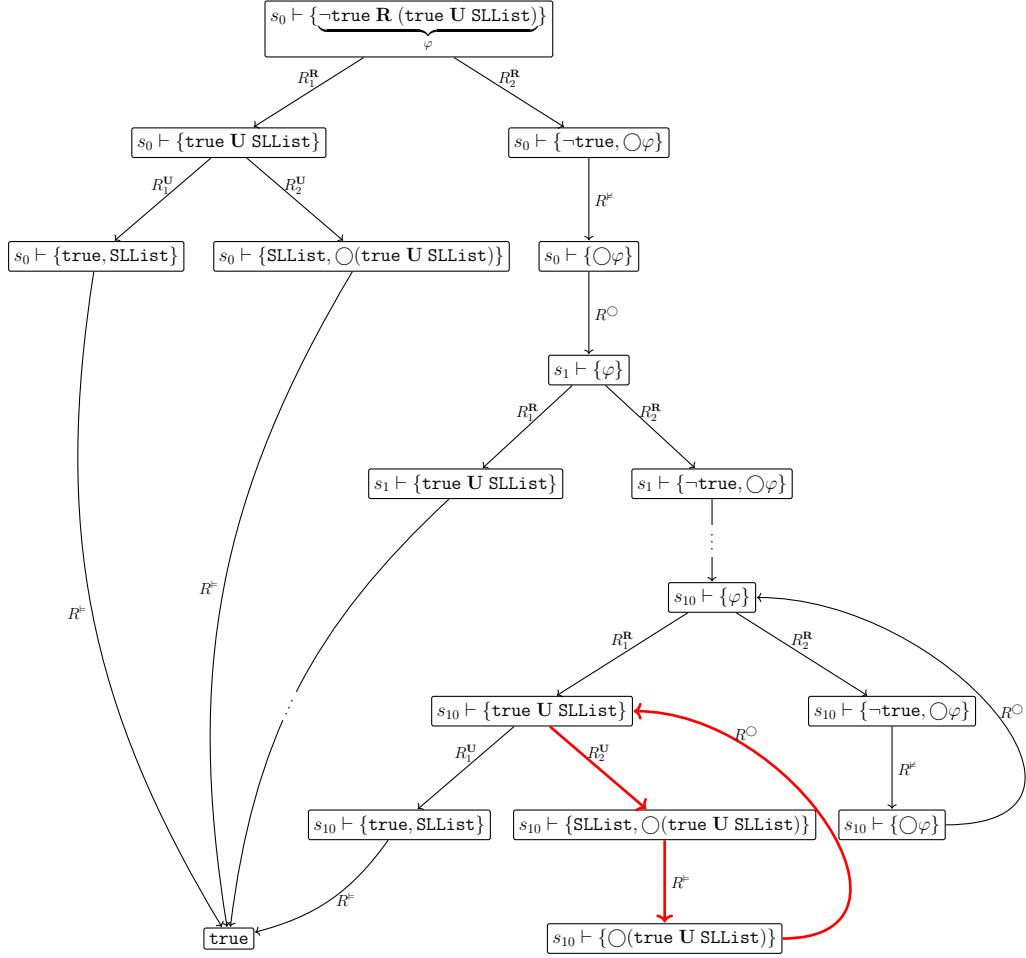 s₀ ⊢ {¬true R (true U SLList)}
φ
R₁ᴿ R₂ᴿ
s₀ ⊢ {true U SLList} s₀ ⊢ {¬true, ◯φ}
R₁ᵁ R₂ᵁ R^⊭
s₀ ⊢ {true, SLList} s₀ ⊢ {SLList, ◯(true U SLList)} s₀ ⊢ {◯φ}
R^◯
s₁ ⊢ {φ}
R₁ᴿ R₂ᴿ
s₁ ⊢ {true U SLList} s₁ ⊢ {¬true, ◯φ}
⋮
R^⊨ R^⊨ s₁₀ ⊢ {φ}
R₁ᴿ R₂ᴿ
⋰ s₁₀ ⊢ {true U SLList} s₁₀ ⊢ {¬true, ◯φ} R^◯
R₁ᵁ R₂ᵁ R^◯ R^⊭
s₁₀ ⊢ {true, SLList} s₁₀ ⊢ {SLList, ◯(true U SLList)} s₁₀ ⊢ {◯φ}
R^⊨ R^⊨
true s₁₀ ⊢ {◯(true U SLList)}